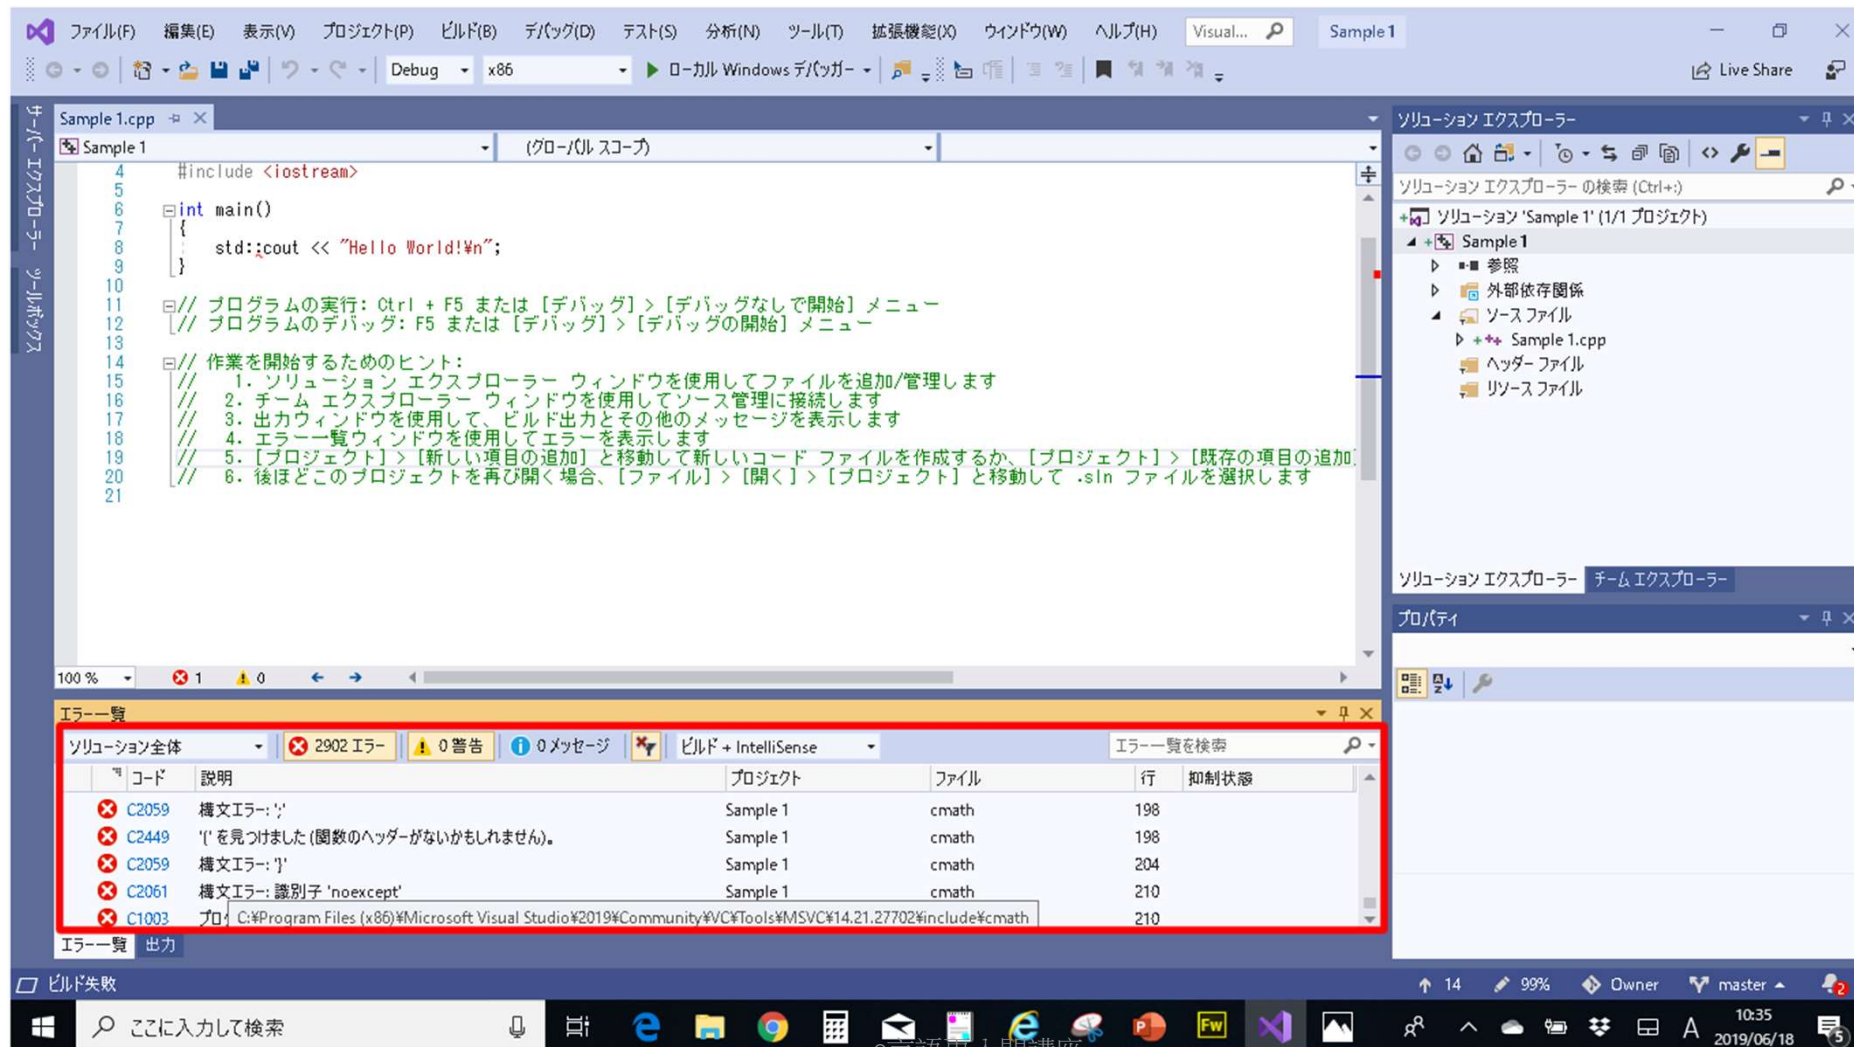 ファイル(F) 編集(E) 表示(V) プロジェクト(P) ビルド(B) デバッグ(D) テスト(S) 分析(N) ツール(T) 拡張機能(X) ウィンドウ(W) ヘルプ(H) Visual... Sample1
Debug x86 ローカル Windows デバッガー Live Share
サーバー エクスプローラー
ツールボックス
Sample 1.cpp
Sample 1 (グローバル スコープ)
4 #include <iostream>
5
6 int main()
7 {
8 std::cout << "Hello World!¥n";
9 }
10
11 // プログラムの実行: Ctrl + F5 または [デバッグ] > [デバッグなしで開始] メニュー
12 // プログラムのデバッグ: F5 または [デバッグ] > [デバッグの開始] メニュー
13
14 // 作業を開始するためのヒント:
15 // 1. ソリューション エクスプローラー ウィンドウを使用してファイルを追加/管理します
16 // 2. チーム エクスプローラー ウィンドウを使用してソース管理に接続します
17 // 3. 出力ウィンドウを使用して、ビルド出力とその他のメッセージを表示します
18 // 4. エラー一覧ウィンドウを使用してエラーを表示します
19 // 5. [プロジェクト] > [新しい項目の追加] と移動して新しいコード ファイルを作成するか、[プロジェクト] > [既存の項目の追加]
20 // 6. 後ほどこのプロジェクトを再び開く場合、[ファイル] > [開く] > [プロジェクト] と移動して .sln ファイルを選択します
21
100 % 1 0
ソリューション エクスプローラー
ソリューション エクスプローラー の検索 (Ctrl+:)
ソリューション 'Sample 1' (1/1 プロジェクト)
Sample1
参照
外部依存関係
ソース ファイル
Sample 1.cpp
ヘッダー ファイル
リソース ファイル
ソリューション エクスプローラー チーム エクスプローラー
プロパティ
エラー一覧
ソリューション全体 2902 エラー 0 警告 0 メッセージ ビルド + IntelliSense エラー一覧を検索
コード 説明 プロジェクト ファイル 行 抑制状態
C2059 構文エラー: ';' Sample 1 cmath 198
C2449 '{' を見つけました (関数のヘッダーがないかもしれません)。 Sample 1 cmath 198
C2059 構文エラー: '}' Sample 1 cmath 204
C2061 構文エラー: 識別子 'noexcept' Sample 1 cmath 210
C1003 C:¥Program Files (x86)¥Microsoft Visual Studio¥2019¥Community¥VC¥Tools¥MSVC¥14.21.27702¥include¥cmath 210
エラー一覧 出力
ビルド失敗 14 99% Owner master 2
ここに入力して検索 Fw A 10:35
2019/06/18 5